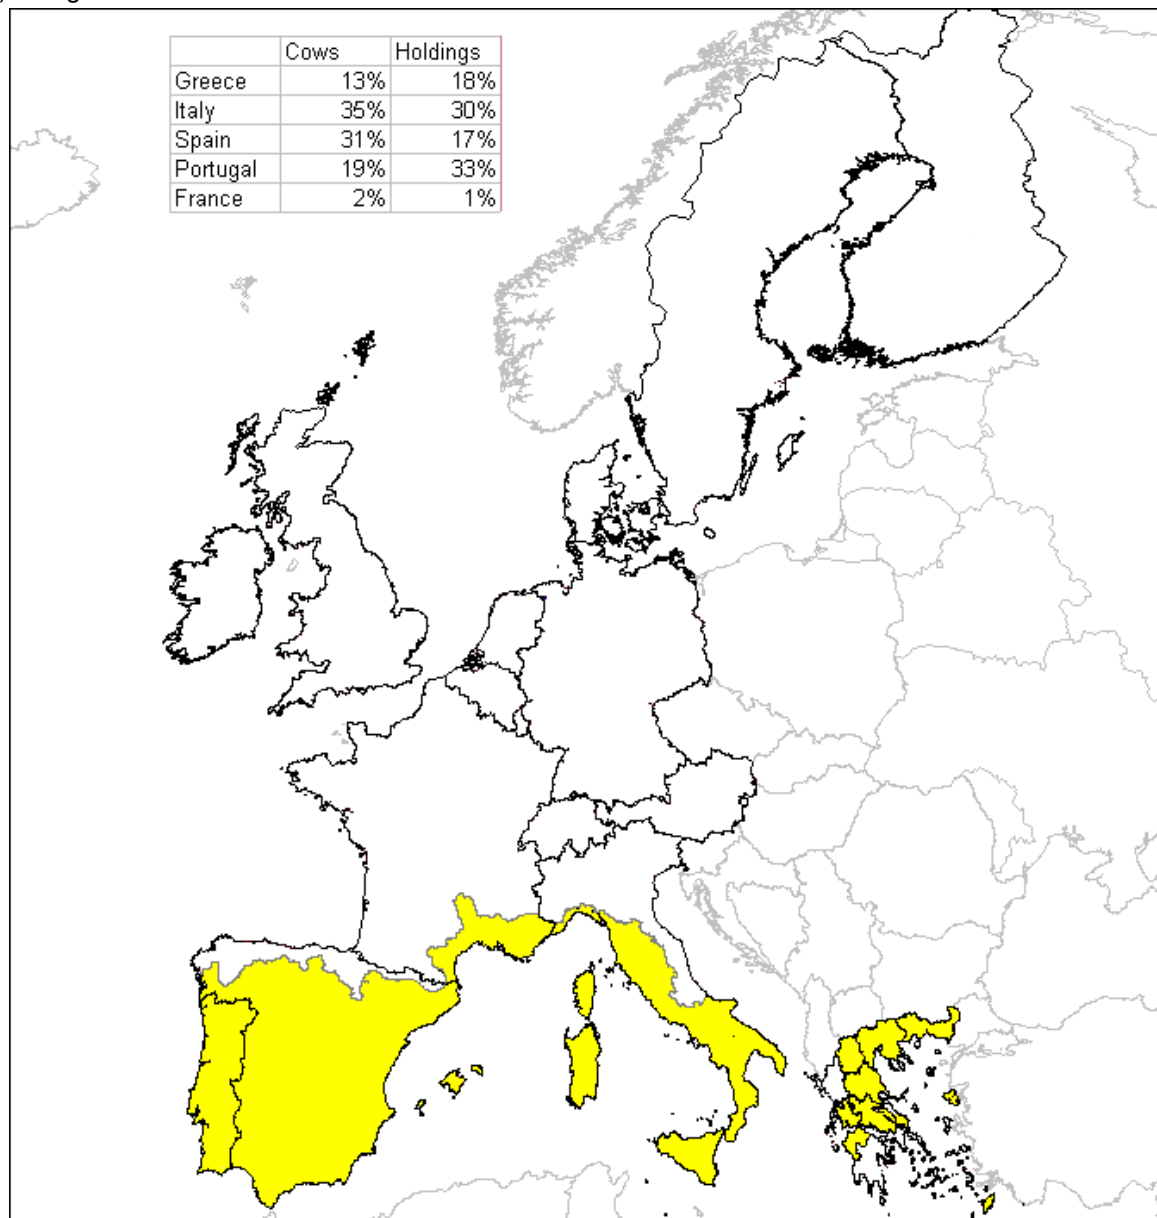 Cows Holdings
Greece 13% 18%
Italy 35% 30%
Spain 31% 17%
Portugal 19% 33%
France 2% 1%